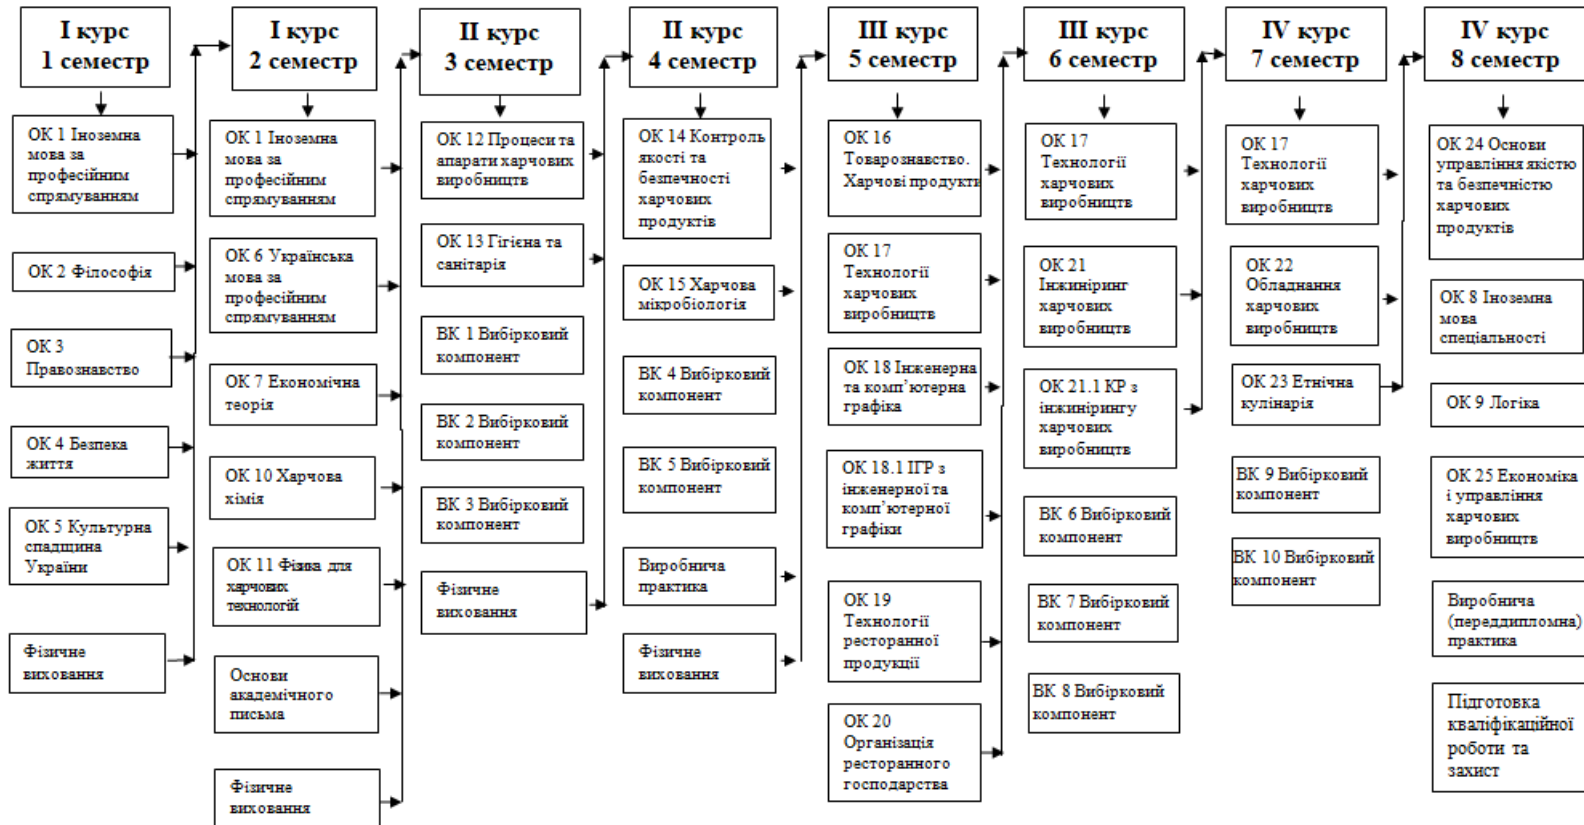 І курс
1 семестр
ОК 1 Іноземна
мова за
професійним
спрямуванням
ОК 2 Філософія
ОК 3
Правознавство
ОК 4 Безпека
життя
ОК 5 Культурна
спадщина
України
Фізичне
виховання
І курс
2 семестр
ОК 1 Іноземна
мова за
професійним
спрямуванням
ОК 6 Українська
мова за
професійним
спрямуванням
ОК 7 Економічна
теорія
ОК 10 Харчова
хімія
ОК 11 Фізика для
харчових
технологій
Основи
академічного
письма
Фізичне
виховання
ІІ курс
3 семестр
ОК 12 Процеси та
апарати харчових
виробництв
ОК 13 Гігієна та
санітарія
ВК 1 Вибірковий
компонент
ВК 2 Вибірковий
компонент
ВК 3 Вибірковий
компонент
Фізичне
виховання
ІІ курс
4 семестр
ОК 14 Контроль
якості та
безпечності
харчових
продуктів
ОК 15 Харчова
мікробіологія
ВК 4 Вибірковий
компонент
ВК 5 Вибірковий
компонент
Виробнича
практика
Фізичне
виховання
ІІІ курс
5 семестр
ОК 16
Товарознавство.
Харчові продукти
ОК 17
Технології
харчових
виробництв
ОК 18 Інженерна
та комп’ютерна
графіка
ОК 18.1 ІГР з
інженерної та
комп’ютерної
графіки
ОК 19
Технології
ресторанної
продукції
ОК 20
Організація
ресторанного
господарства
ІІІ курс
6 семестр
ОК 17
Технології
харчових
виробництв
ОК 21
Інжиніринг
харчових
виробництв
ОК 21.1 КР з
інжинірингу
харчових
виробництв
ВК 6 Вибірковий
компонент
ВК 7 Вибірковий
компонент
ВК 8 Вибірковий
компонент
IV курс
7 семестр
ОК 17
Технології
харчових
виробництв
ОК 22
Обладнання
харчових
виробництв
ОК 23 Етнічна
кулінарія
ВК 9 Вибірковий
компонент
ВК 10 Вибірковий
компонент
IV курс
8 семестр
ОК 24 Основи
управління якістю
та безпечністю
харчових
продуктів
ОК 8 Іноземна
мова
спеціальності
ОК 9 Логіка
ОК 25 Економіка
і управління
харчових
виробництв
Виробнича
(переддипломна)
практика
Підготовка
кваліфікаційної
роботи та
захист